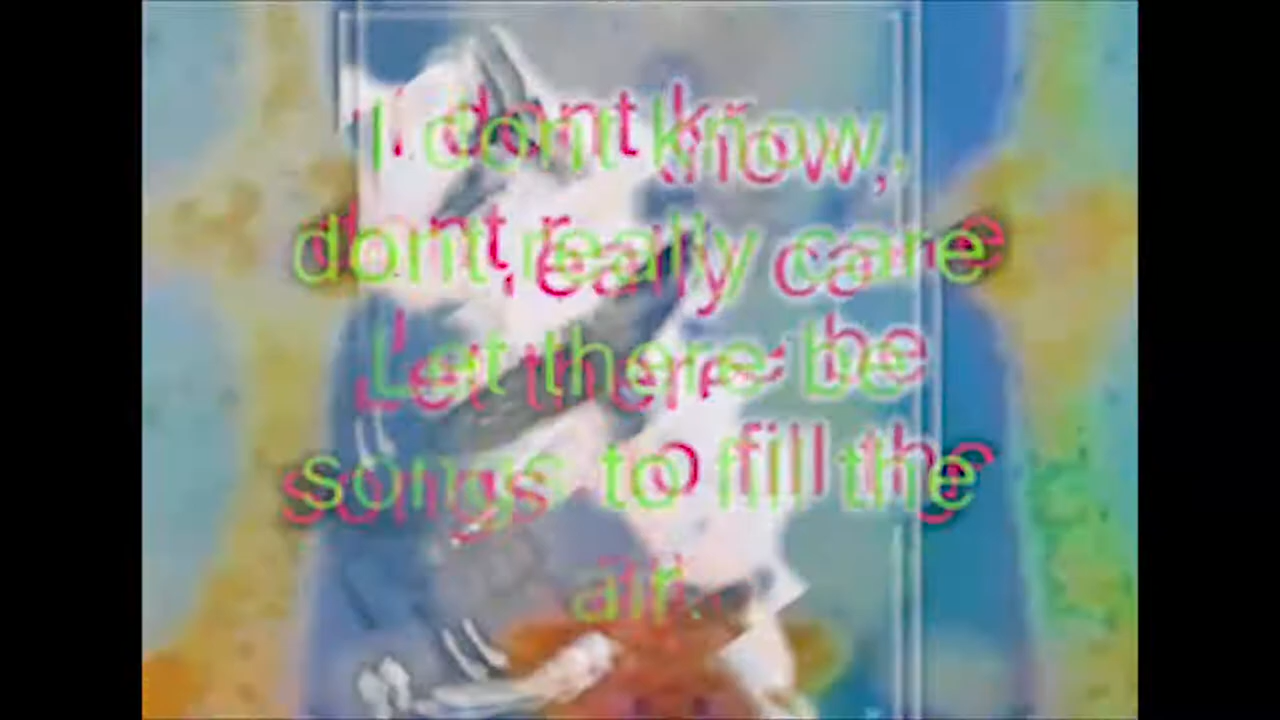 I dont know,
dont really care
Let there be
songs to fill the
air.